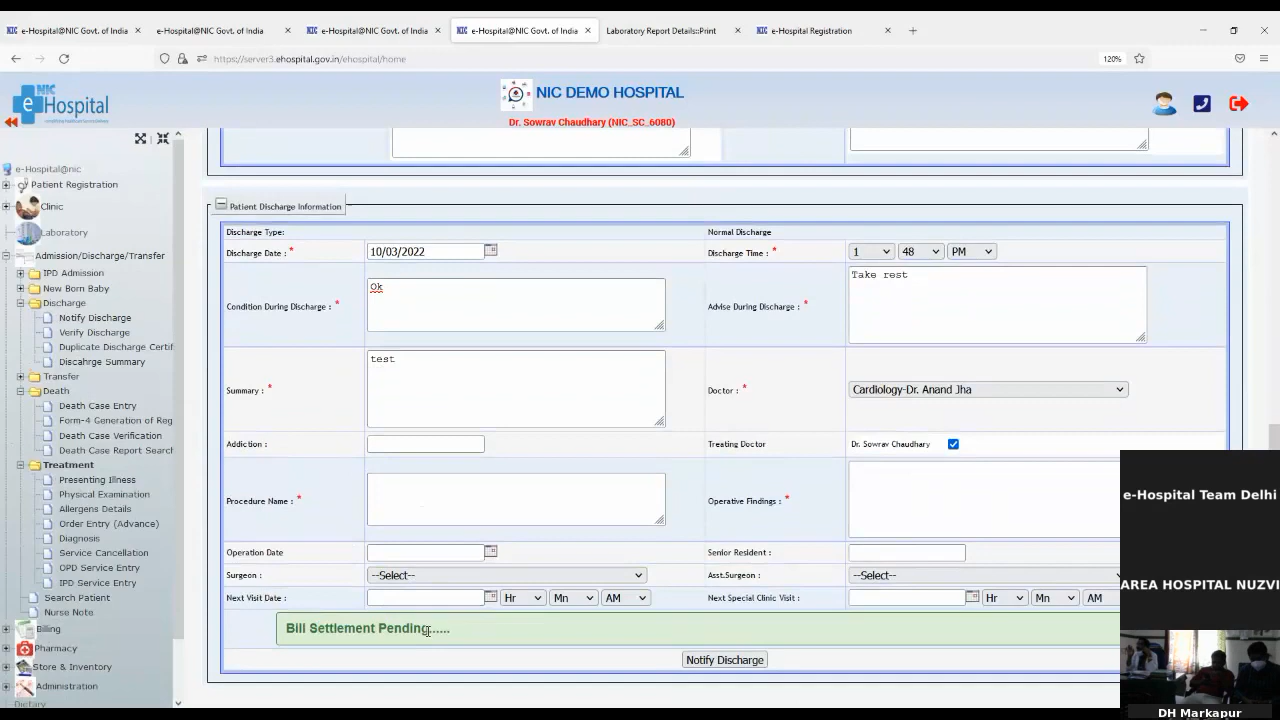 e-Hospital@NIC Govt. of India
e-Hospital@NIC Govt. of India
e-Hospital@NIC Govt. of India
e-Hospital@NIC Govt. of India
Laboratory Report Details::Print
e-Hospital Registration
https://server3.ehospital.gov.in/ehospital/home
120%
NIC
eHospital
NIC DEMO HOSPITAL
Dr. Sowrav Chaudhary (NIC_SC_6080)
e-Hospital@nic
Patient Registration
Clinic
Laboratory
Admission/Discharge/Transfer
IPD Admission
New Born Baby
Discharge
Notify Discharge
Verify Discharge
Duplicate Discharge Certif
Discahrge Summary
Transfer
Death
Death Case Entry
Form-4 Generation of Reg
Death Case Verification
Death Case Report Search
Treatment
Presenting Illness
Physical Examination
Allergens Details
Order Entry (Advance)
Diagnosis
Service Cancellation
OPD Service Entry
IPD Service Entry
Search Patient
Nurse Note
Billing
Pharmacy
Store & Inventory
Administration
Dietary
Patient Discharge Information
Discharge Type: Normal Discharge
Discharge Date : * 10/03/2022 Discharge Time : * 1 48 PM
Condition During Discharge : * Ok Advise During Discharge : * Take rest
Summary : * test Doctor : * Cardiology-Dr. Anand Jha
Addiction : Treating Doctor Dr. Sowrav Chaudhary
Procedure Name : * Operative Findings : *
Operation Date Senior Resident :
Surgeon : --Select-- Asst.Surgeon : --Select--
Next Visit Date : Hr Mn AM Next Special Clinic Visit : Hr Mn AM
Bill Settlement Pending......
Notify Discharge
e-Hospital Team Delhi
AREA HOSPITAL NUZVI
DH Markapur